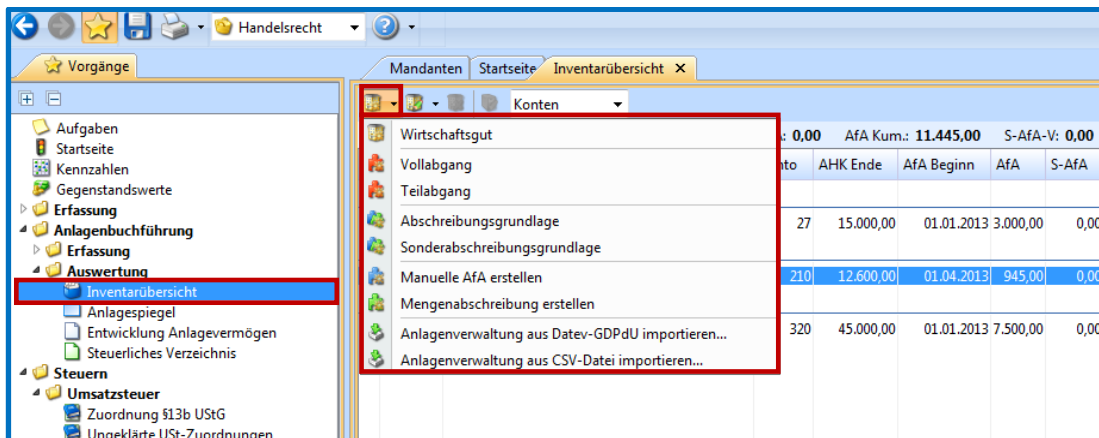 Handelsrecht
Vorgänge
Mandanten Startseite Inventarübersicht
Konten
Aufgaben
Startseite
Kennzahlen
Gegenstandswerte
Erfassung
Anlagenbuchführung
Erfassung
Auswertung
Inventarübersicht
Anlagespiegel
Entwicklung Anlagevermögen
Steuerliches Verzeichnis
Steuern
Umsatzsteuer
Zuordnung §13b UStG
Ungeklärte USt-Zuordnungen
Wirtschaftsgut
Vollabgang
Teilabgang
Abschreibungsgrundlage
Sonderabschreibungsgrundlage
Manuelle AfA erstellen
Mengenabschreibung erstellen
Anlagenverwaltung aus Datev-GDPdU importieren...
Anlagenverwaltung aus CSV-Datei importieren...
: 0,00 AfA Kum.: 11.445,00 S-AfA-V: 0,00
nto AHK Ende AfA Beginn AfA S-AfA
27 15.000,00 01.01.2013 3.000,00 0,00
210 12.600,00 01.04.2013 945,00 0,00
320 45.000,00 01.01.2013 7.500,00 0,00